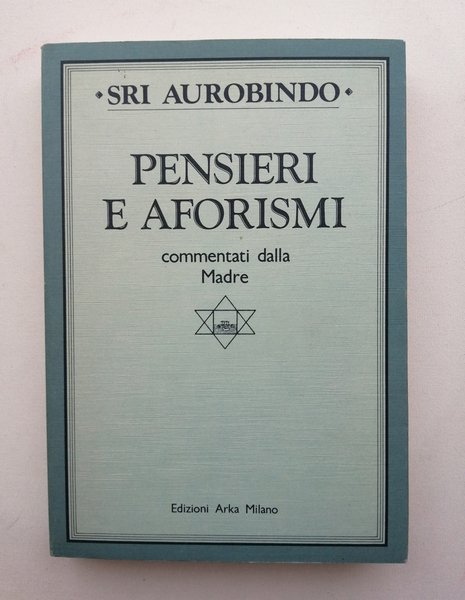 SRI AUROBINDO
PENSIERI
E AFORISMI
commentati dalla
Madre
Edizioni Arka Milano